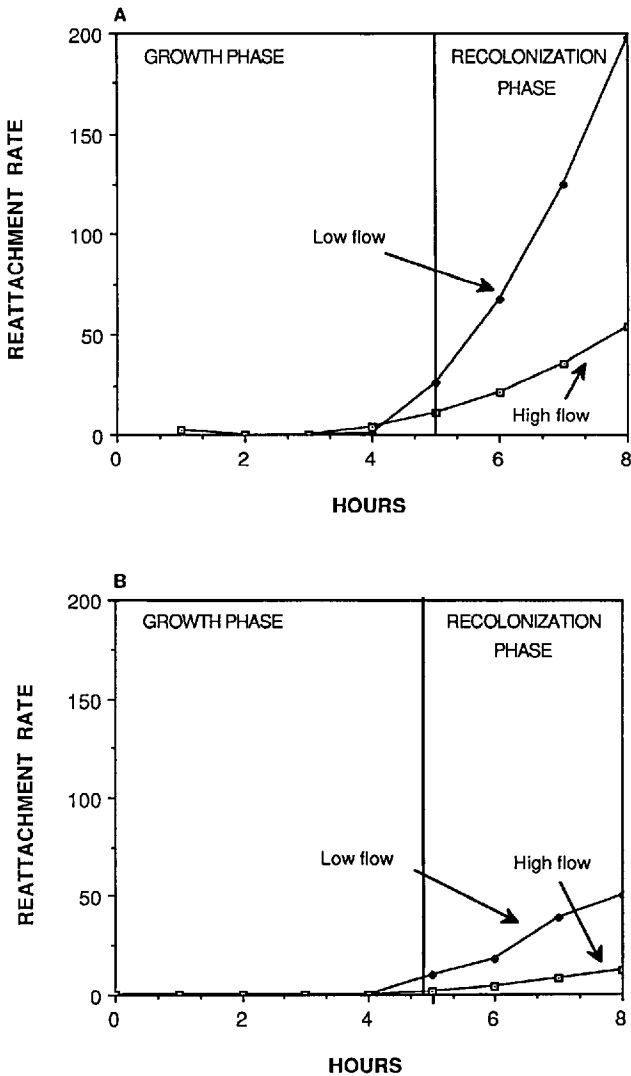 A
200
GROWTH PHASE
RECOLONIZATION
PHASE
150
REATTACHMENT RATE
Low flow
100
50
High flow
0
0 2 4 6 8
HOURS
B
200
GROWTH PHASE
RECOLONIZATION
PHASE
150
REATTACHMENT RATE
100
Low flow
High flow
50
0
0 2 4 6 8
HOURS